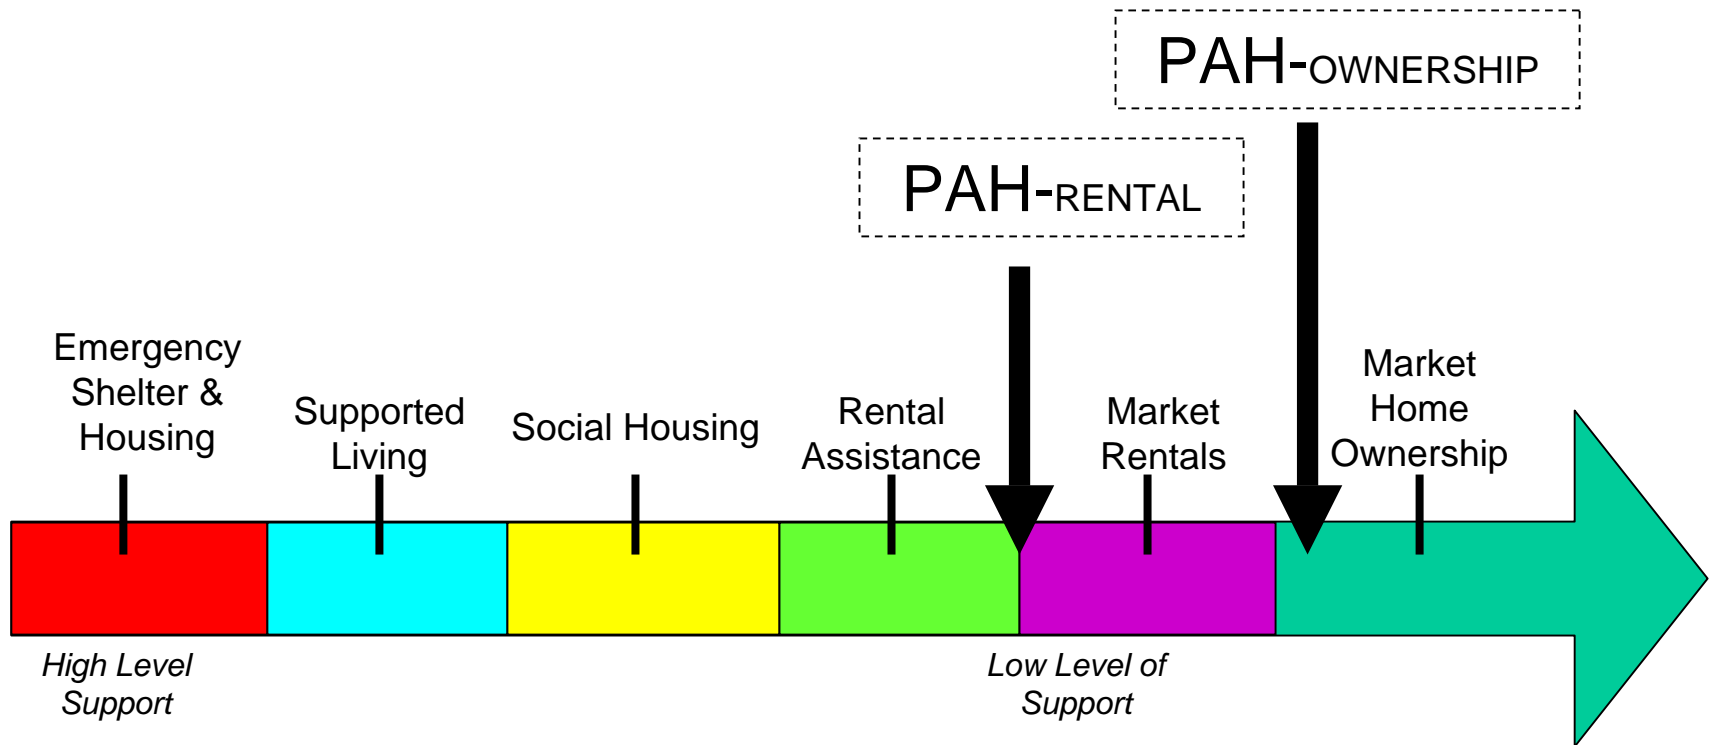 PAH-OWNERSHIP
PAH-RENTAL
Emergency
Shelter &
Housing
Supported
Living
Social Housing
Rental
Assistance
Market
Rentals
Market
Home
Ownership
High Level
Support
Low Level of
Support